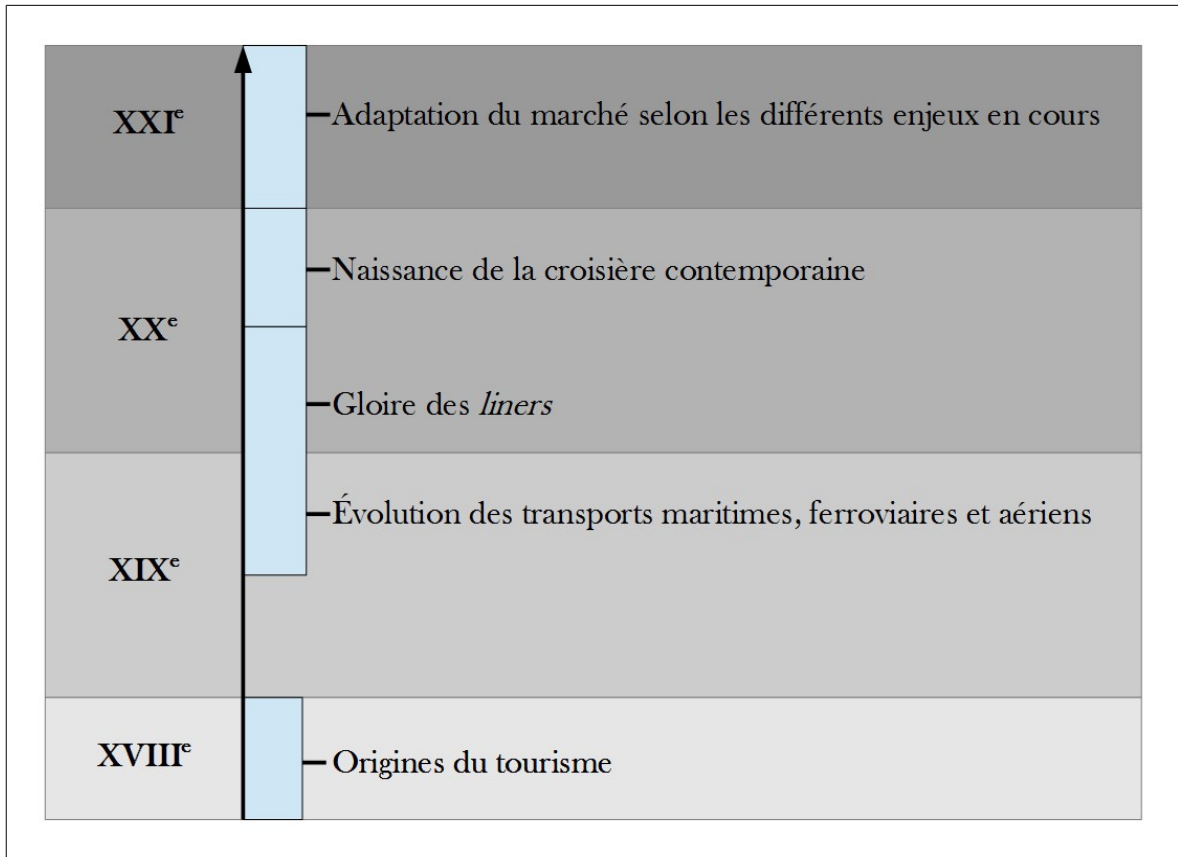 XXIᵉ
Adaptation du marché selon les différents enjeux en cours
Naissance de la croisière contemporaine
XXᵉ
Gloire des liners
Évolution des transports maritimes, ferroviaires et aériens
XIXᵉ
XVIIIᵉ
Origines du tourisme